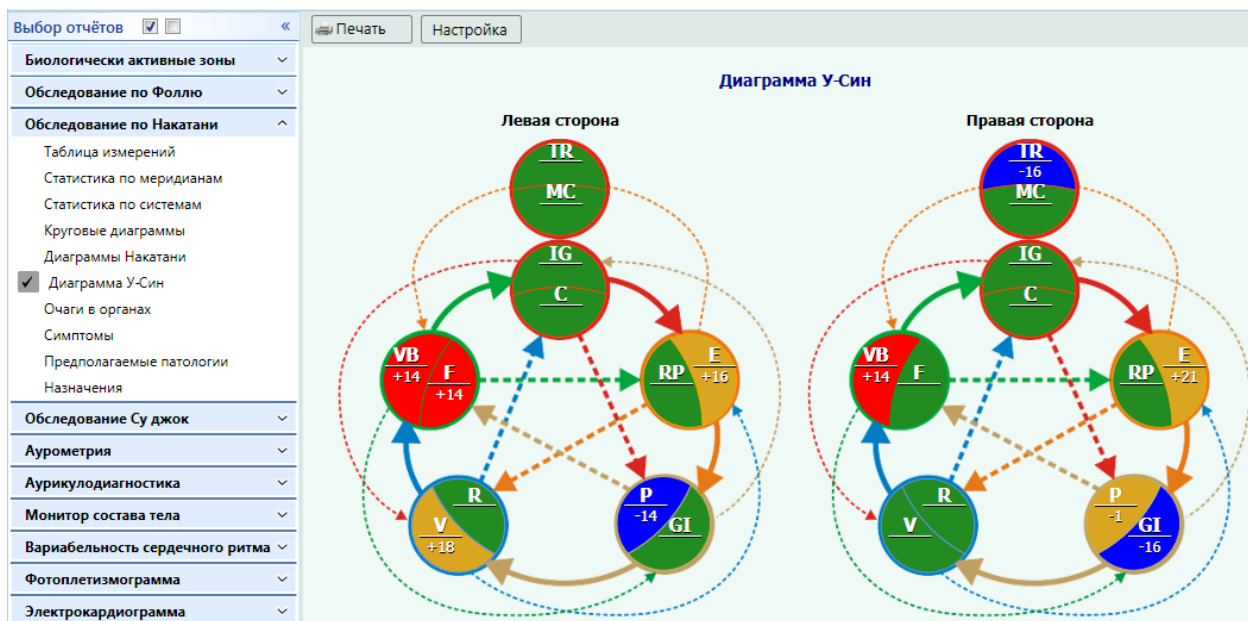 Выбор отчётов «
Биологически активные зоны
Обследование по Фоллю
Обследование по Накатани
Таблица измерений
Статистика по меридианам
Статистика по системам
Круговые диаграммы
Диаграммы Накатани
Диаграмма У-Син
Очаги в органах
Симптомы
Предполагаемые патологии
Назначения
Обследование Су джок
Аурометрия
Аурикулодиагностика
Монитор состава тела
Вариабельность сердечного ритма
Фотоплетизмограмма
Электрокардиограмма
Печать
Настройка
Диаграмма У-Син
Левая сторона
TR
MC
IG
C
VB
+14
F
+14
RP
E
+16
R
V
+18
P
-14
GI
Правая сторона
TR
-16
MC
IG
C
VB
+14
F
RP
E
+21
R
V
P
-1
GI
-16